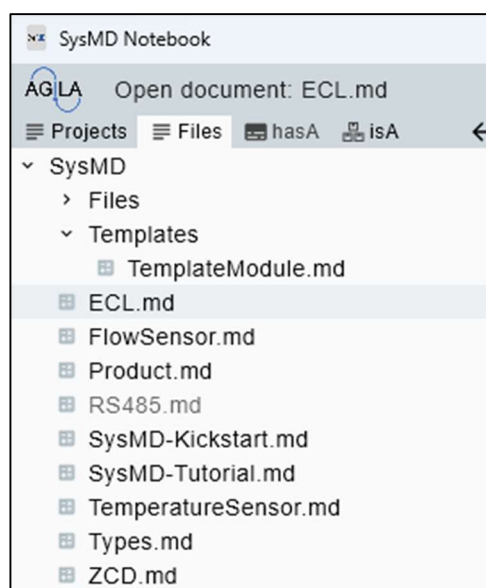 SysMD Notebook
AGILA Open document: ECL.md
Projects Files hasA isA
SysMD
Files
Templates
TemplateModule.md
ECL.md
FlowSensor.md
Product.md
RS485.md
SysMD-Kickstart.md
SysMD-Tutorial.md
TemperatureSensor.md
Types.md
ZCD.md